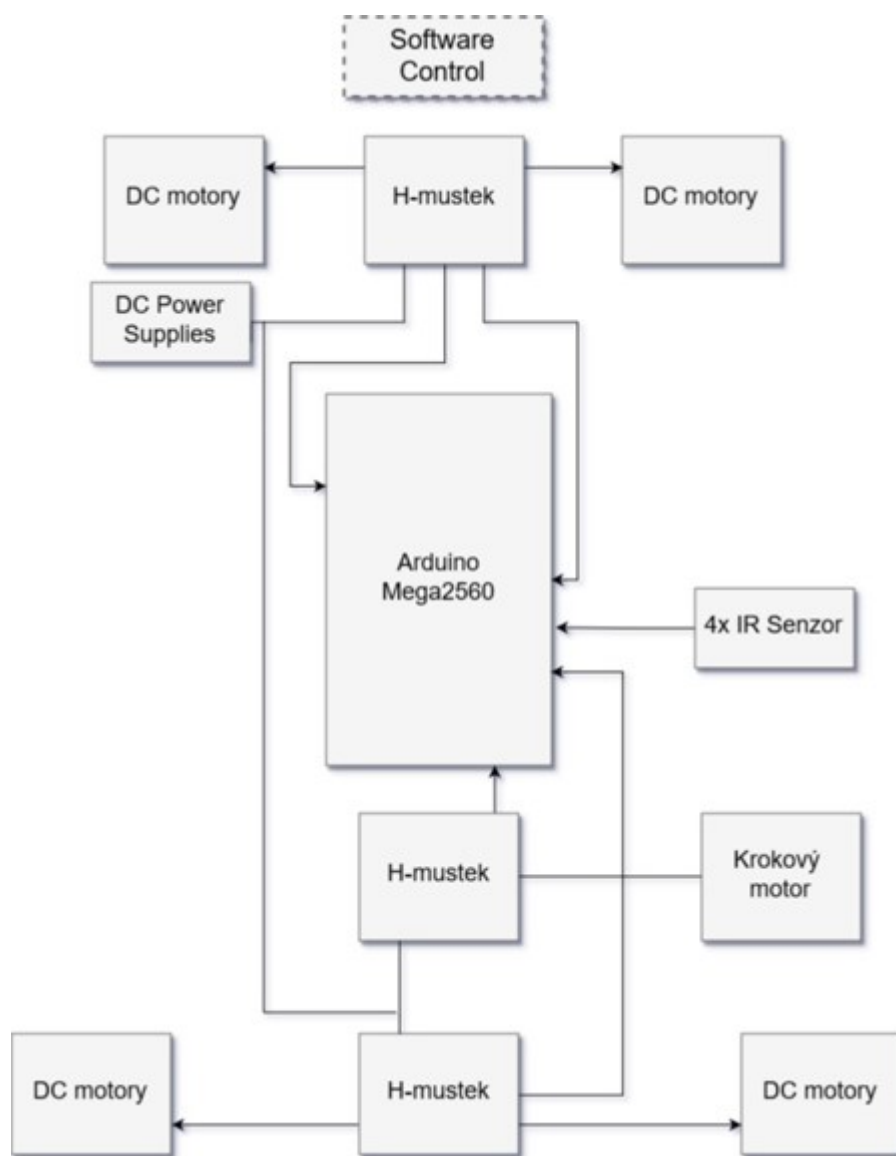 Software
Control
DC motory
H-mustek
DC motory
DC Power
Supplies
Arduino
Mega2560
4x IR Senzor
H-mustek
Krokový
motor
DC motory
H-mustek
DC motory